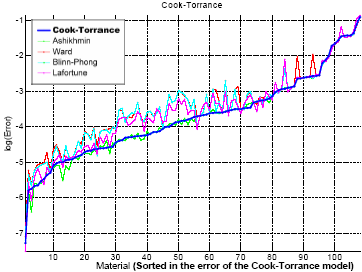 Cook-Torrance
Cook-Torrance
Ashikhmin
Ward
Blinn-Phong
Lafortune
log(Error)
-1
-2
-3
-4
-5
-6
-7
10 20 30 40 50 60 70 80 90 100
Material (Sorted in the error of the Cook-Torrance model)